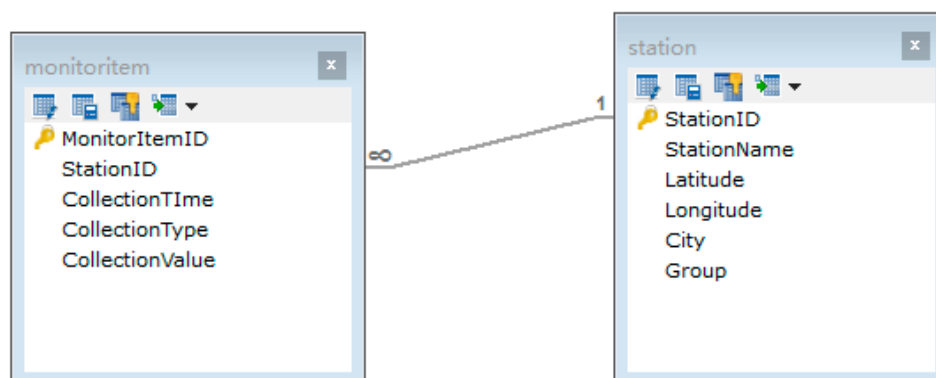 monitoritem
MonitorItemID
StationID
CollectionTIme
CollectionType
CollectionValue
∞
1
station
StationID
StationName
Latitude
Longitude
City
Group